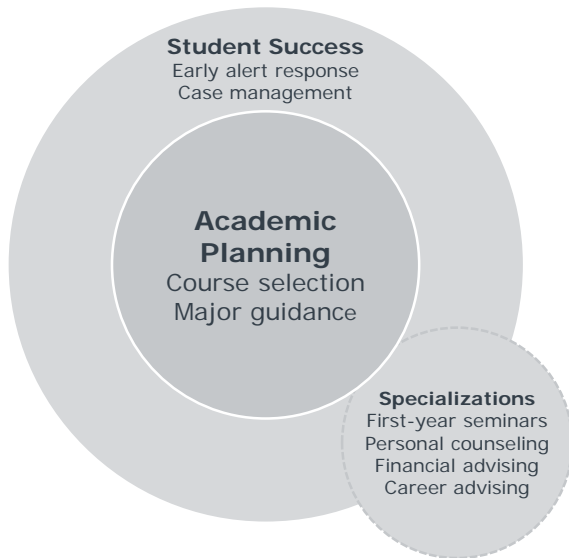 Student Success
Early alert response
Case management
Academic
Planning
Course selection
Major guidance
Specializations
First-year seminars
Personal counseling
Financial advising
Career advising